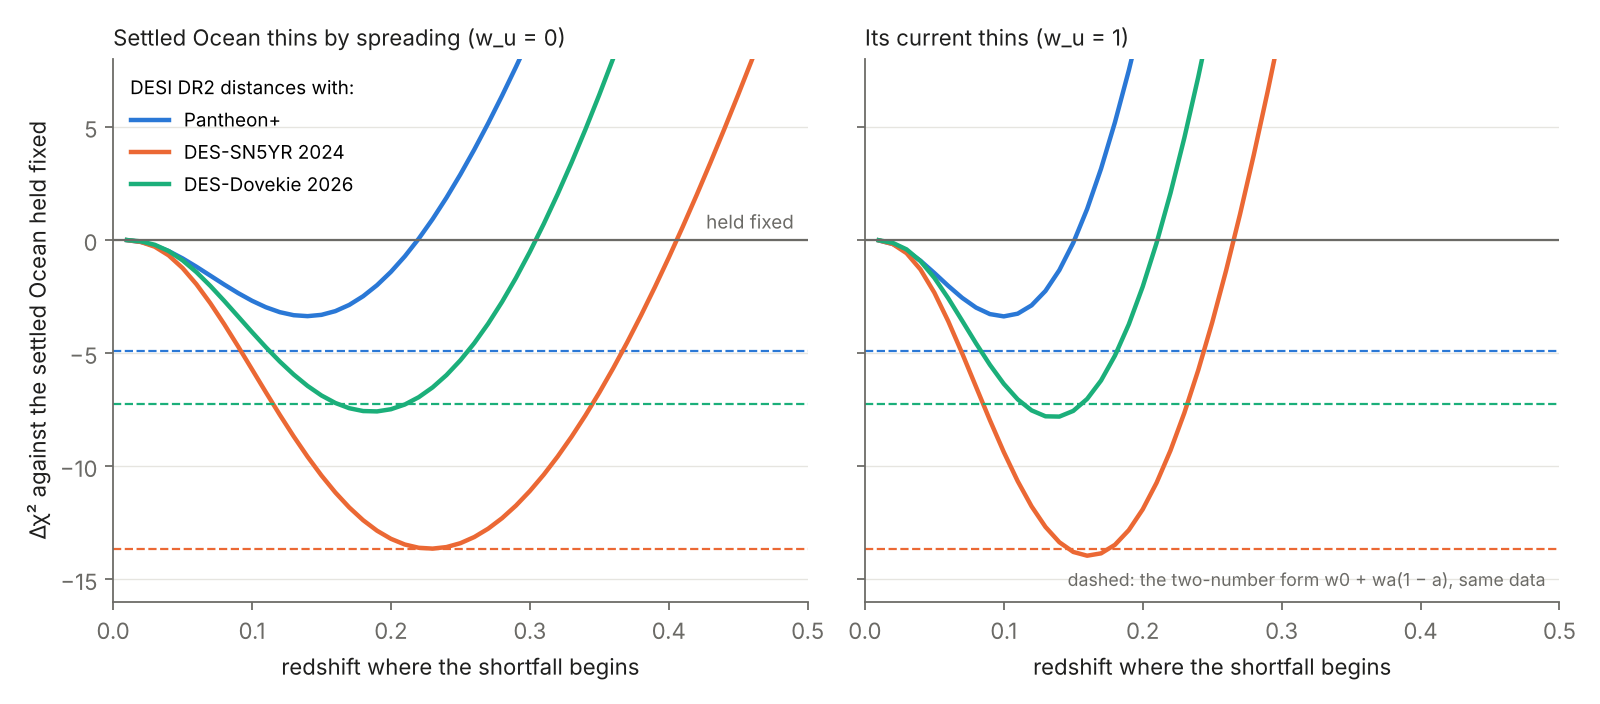 Settled Ocean thins by spreading (w_u = 0)
DESI DR2 distances with:
Pantheon+
DES-SN5YR 2024
DES-Dovekie 2026
held fixed
Δχ² against the settled Ocean held fixed
5
0
−5
−10
−15
0.0
0.1
0.2
0.3
0.4
0.5
redshift where the shortfall begins
Its current thins (w_u = 1)
dashed: the two-number form w0 + wa(1 − a), same data
0.0
0.1
0.2
0.3
0.4
0.5
redshift where the shortfall begins